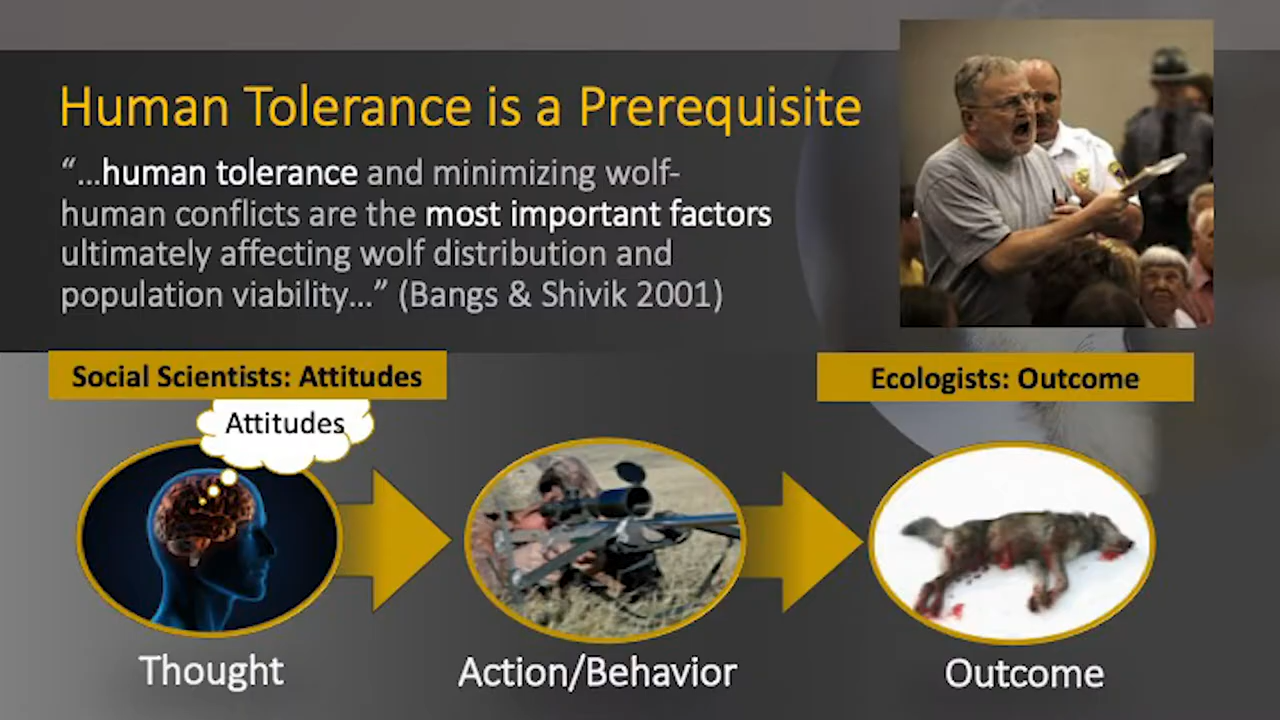 Human Tolerance is a Prerequisite
“…human tolerance and minimizing wolf-
human conflicts are the most important factors
ultimately affecting wolf distribution and
population viability…” (Bangs & Shivik 2001)
Social Scientists: Attitudes
Ecologists: Outcome
Attitudes
Thought
Action/Behavior
Outcome